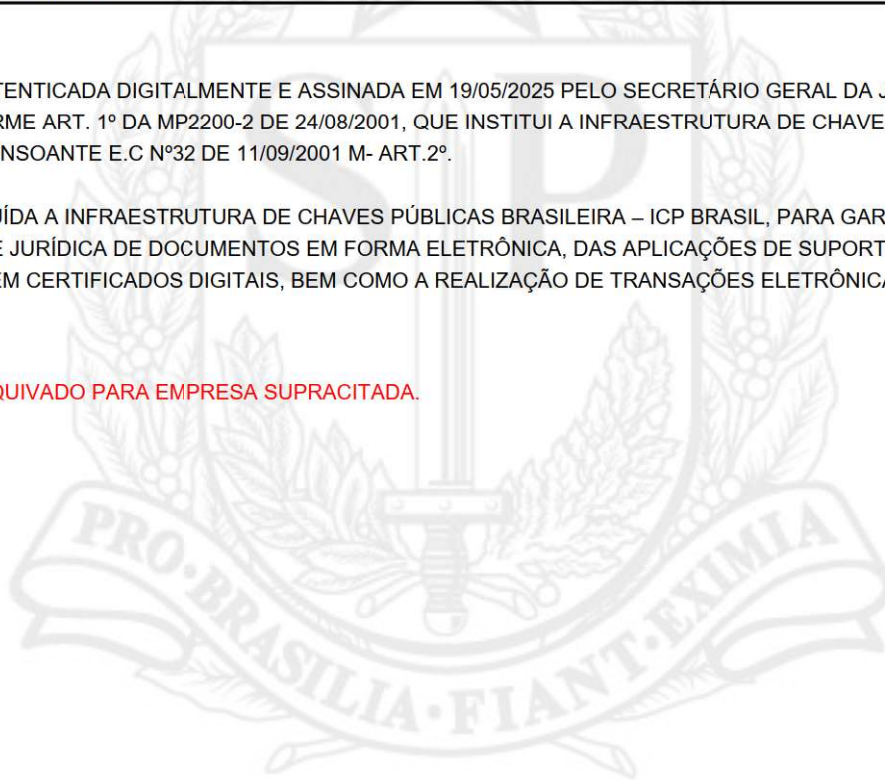 TENTICADA DIGITALMENTE E ASSINADA EM 19/05/2025 PELO SECRETÁRIO GERAL DA J
RME ART. 1º DA MP2200-2 DE 24/08/2001, QUE INSTITUI A INFRAESTRUTURA DE CHAVE
NSOANTE E.C Nº32 DE 11/09/2001 M- ART.2º.
ÍDA A INFRAESTRUTURA DE CHAVES PÚBLICAS BRASILEIRA – ICP BRASIL, PARA GAR
E JURÍDICA DE DOCUMENTOS EM FORMA ELETRÔNICA, DAS APLICAÇÕES DE SUPORT
EM CERTIFICADOS DIGITAIS, BEM COMO A REALIZAÇÃO DE TRANSAÇÕES ELETRÔNICA
QUIVADO PARA EMPRESA SUPRACITADA.
SP
PRO·BRASILIA·FIANT·EXIMIA